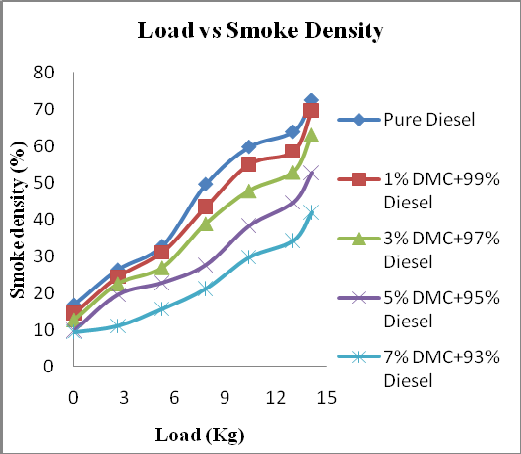 Load vs Smoke Density
80
70
60
50
40
30
20
10
0
Smoke density (%)
0 3 6 9 12 15
Load (Kg)
Pure Diesel
1% DMC+99%
Diesel
3% DMC+97%
Diesel
5% DMC+95%
Diesel
7% DMC+93%
Diesel